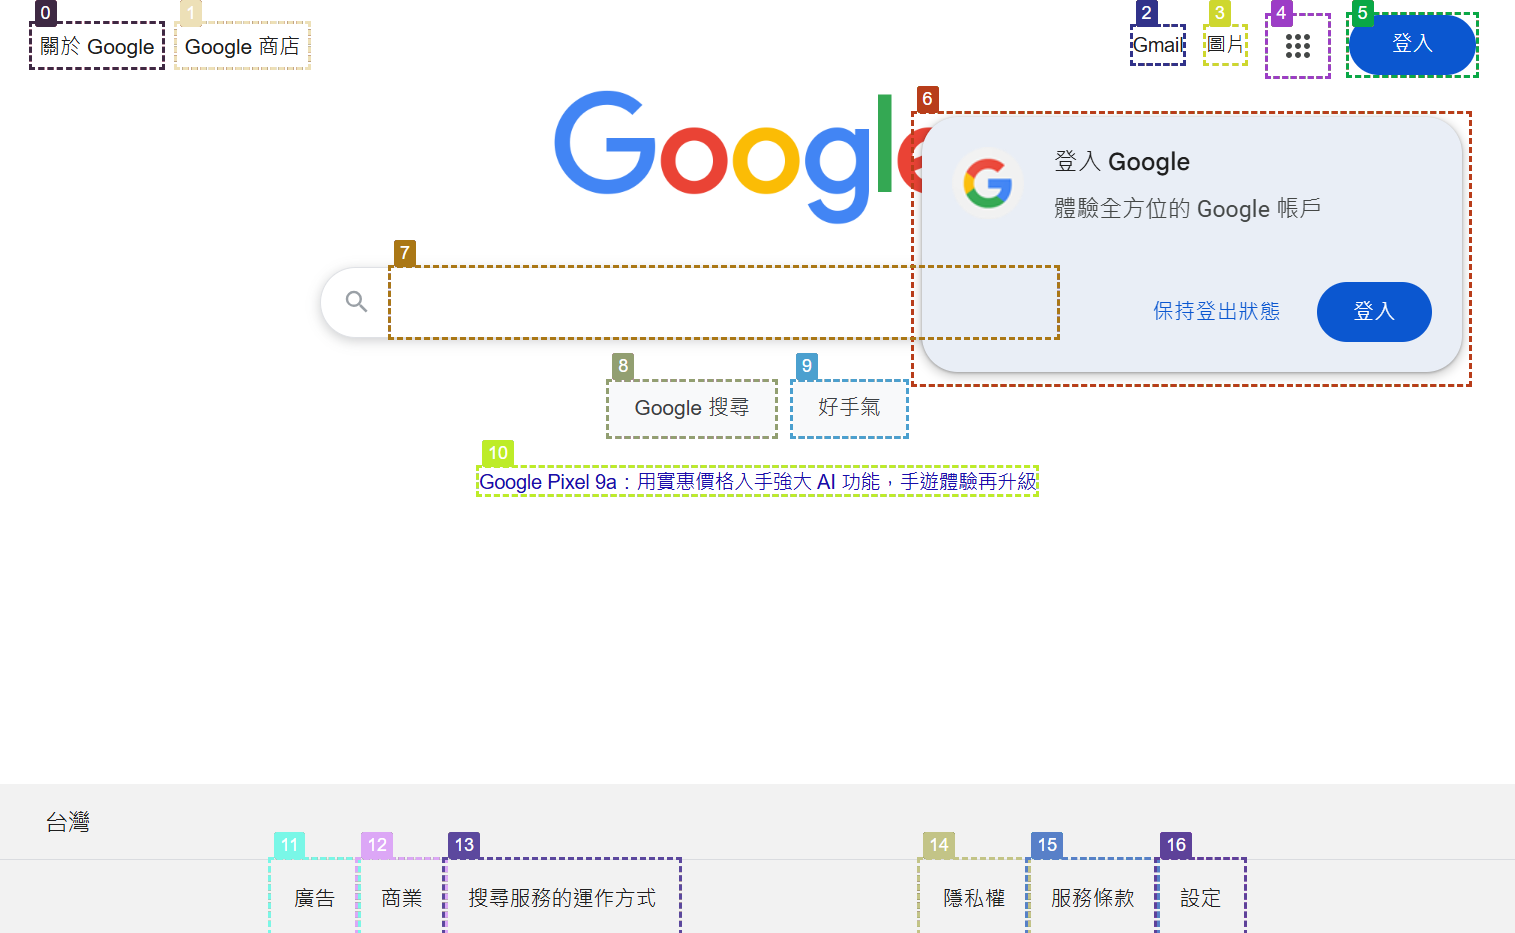 0 1 2 3 4 5
關於 Google Google 商店 Gmail 圖片 登入
6
Google
登入 Google
體驗全方位的 Google 帳戶
7
保持登出狀態 登入
8 9
Google 搜尋 好手氣
10
Google Pixel 9a：用實惠價格入手強大 AI 功能，手遊體驗再升級
台灣
11 12 13 14 15 16
廣告 商業 搜尋服務的運作方式 隱私權 服務條款 設定